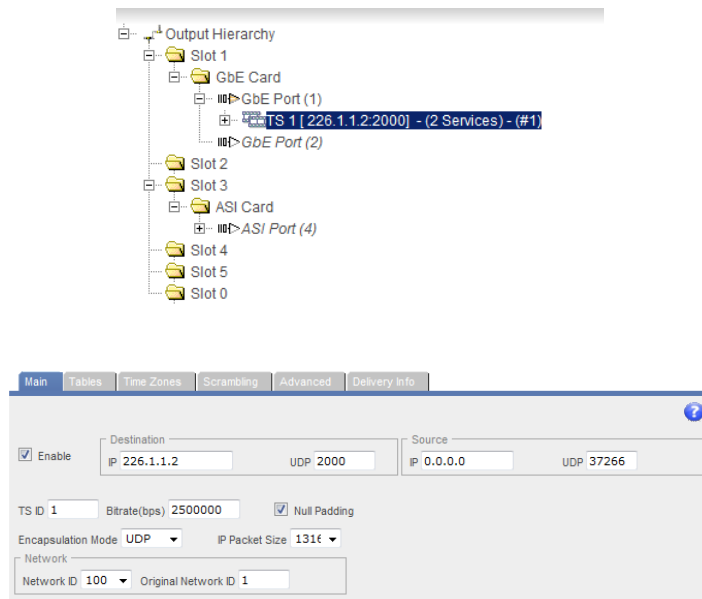 Output Hierarchy
Slot 1
GbE Card
GbE Port (1)
TS 1 [ 226.1.1.2:2000] - (2 Services) - (#1)
GbE Port (2)
Slot 2
Slot 3
ASI Card
ASI Port (4)
Slot 4
Slot 5
Slot 0
Main Tables Time Zones Scrambling Advanced Delivery Info
?
Destination Source
Enable IP 226.1.1.2 UDP 2000 IP 0.0.0.0 UDP 37266
TS ID 1 Bitrate(bps) 2500000 Null Padding
Encapsulation Mode UDP IP Packet Size 1316
Network
Network ID 100 Original Network ID 1